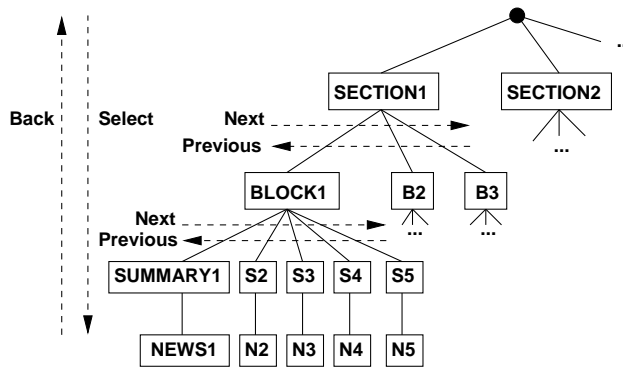 ...
SECTION1 SECTION2
Back Select Next
Previous
...
BLOCK1 B2 B3
Next
... ...
Previous
SUMMARY1 S2 S3 S4 S5
NEWS1 N2 N3 N4 N5